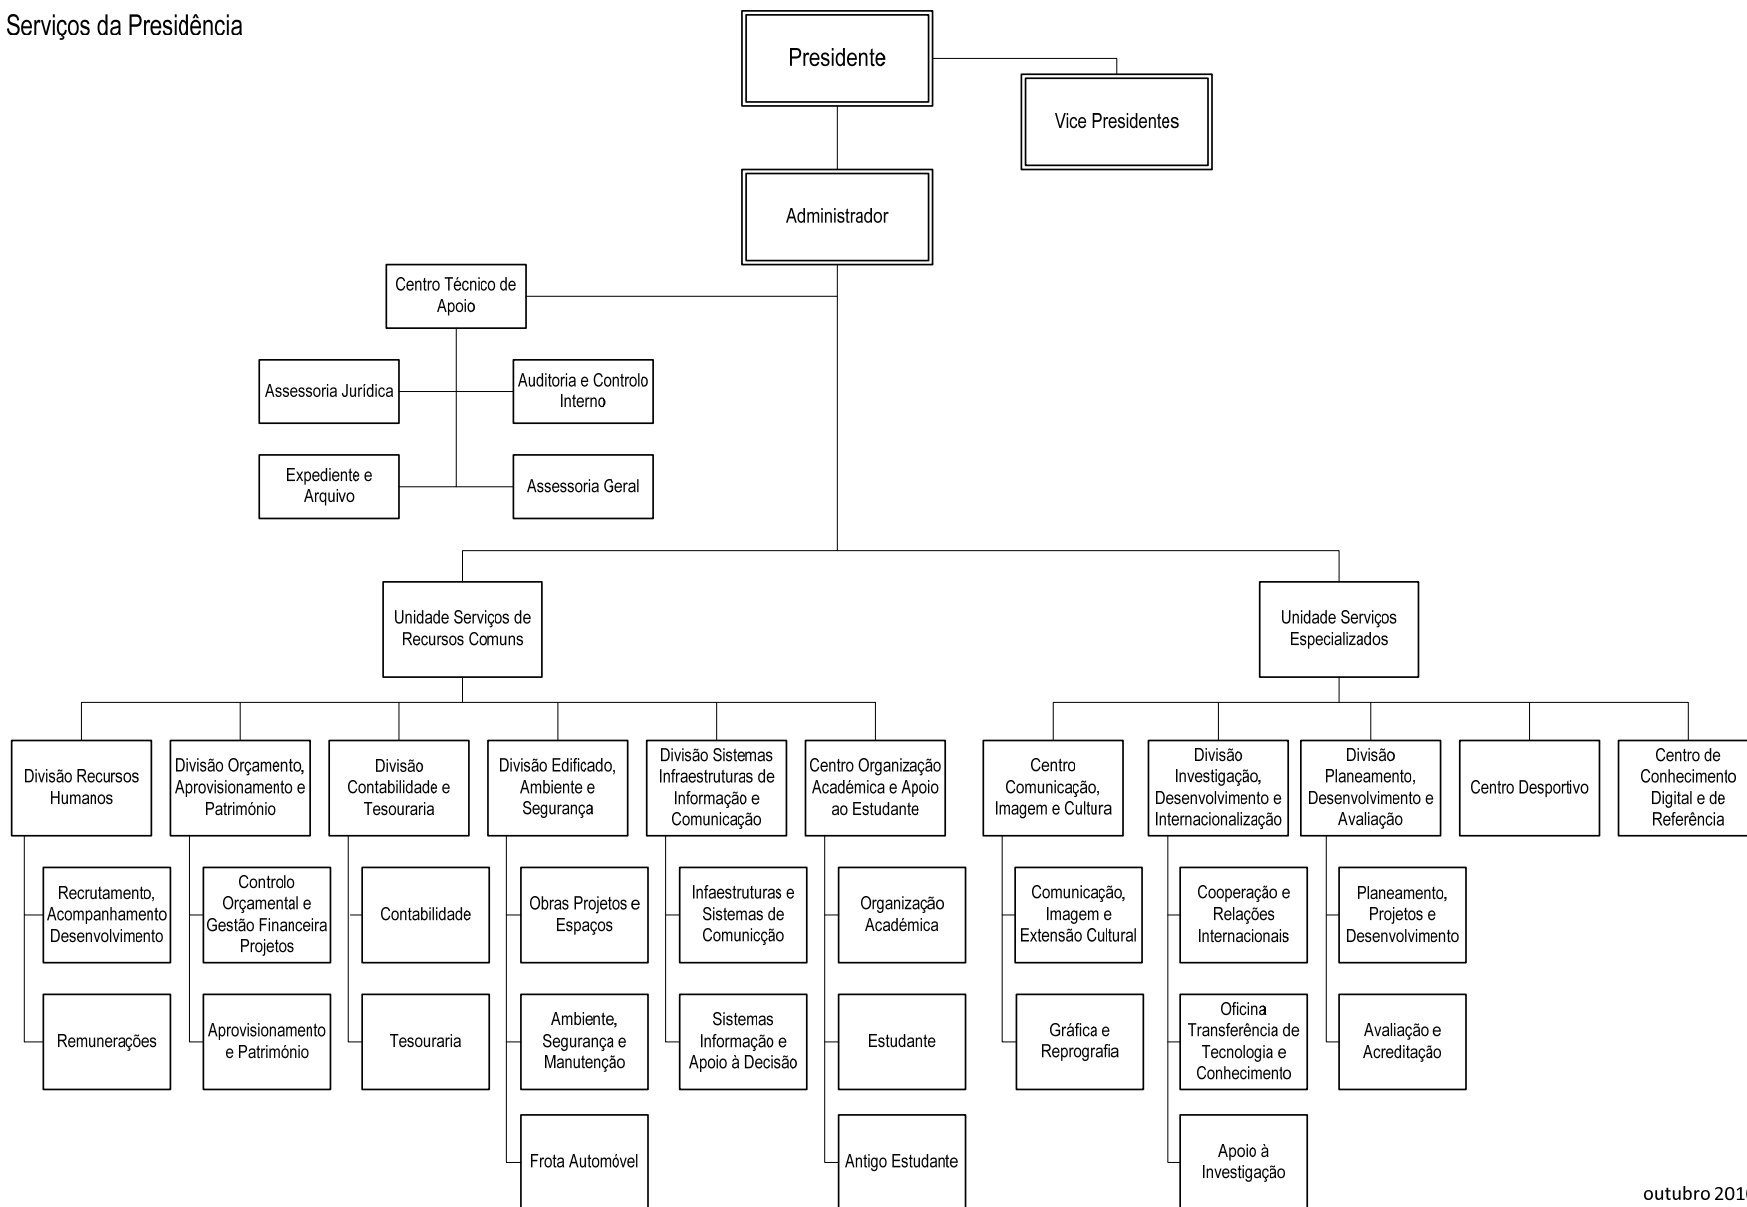 Serviços da Presidência
Presidente
Vice Presidentes
Administrador
Centro Técnico de
Apoio
Assessoria Jurídica
Auditoria e Controlo
Interno
Expediente e
Arquivo
Assessoria Geral
Unidade Serviços de
Recursos Comuns
Unidade Serviços
Especializados
Divisão Recursos
Humanos
Divisão Orçamento,
Aprovisionamento e
Património
Divisão
Contabilidade e
Tesouraria
Divisão Edificado,
Ambiente e
Segurança
Divisão Sistemas
Infraestruturas de
Informação e
Comunicação
Centro Organização
Académica e Apoio
ao Estudante
Centro
Comunicação,
Imagem e Cultura
Divisão
Investigação,
Desenvolvimento e
Internacionalização
Divisão
Planeamento,
Desenvolvimento e
Avaliação
Centro Desportivo
Centro de
Conhecimento
Digital e de
Referência
Recrutamento,
Acompanhamento
Desenvolvimento
Controlo
Orçamental e
Gestão Financeira
Projetos
Contabilidade
Obras Projetos e
Espaços
Infaestruturas e
Sistemas de
Comunicção
Organização
Académica
Comunicação,
Imagem e
Extensão Cultural
Cooperação e
Relações
Internacionais
Planeamento,
Projetos e
Desenvolvimento
Remunerações
Aprovisionamento
e Património
Tesouraria
Ambiente,
Segurança e
Manutenção
Sistemas
Informação e
Apoio à Decisão
Estudante
Gráfica e
Reprografia
Oficina
Transferência de
Tecnologia e
Conhecimento
Avaliação e
Acreditação
Frota Automóvel
Antigo Estudante
Apoio à
Investigação
outubro